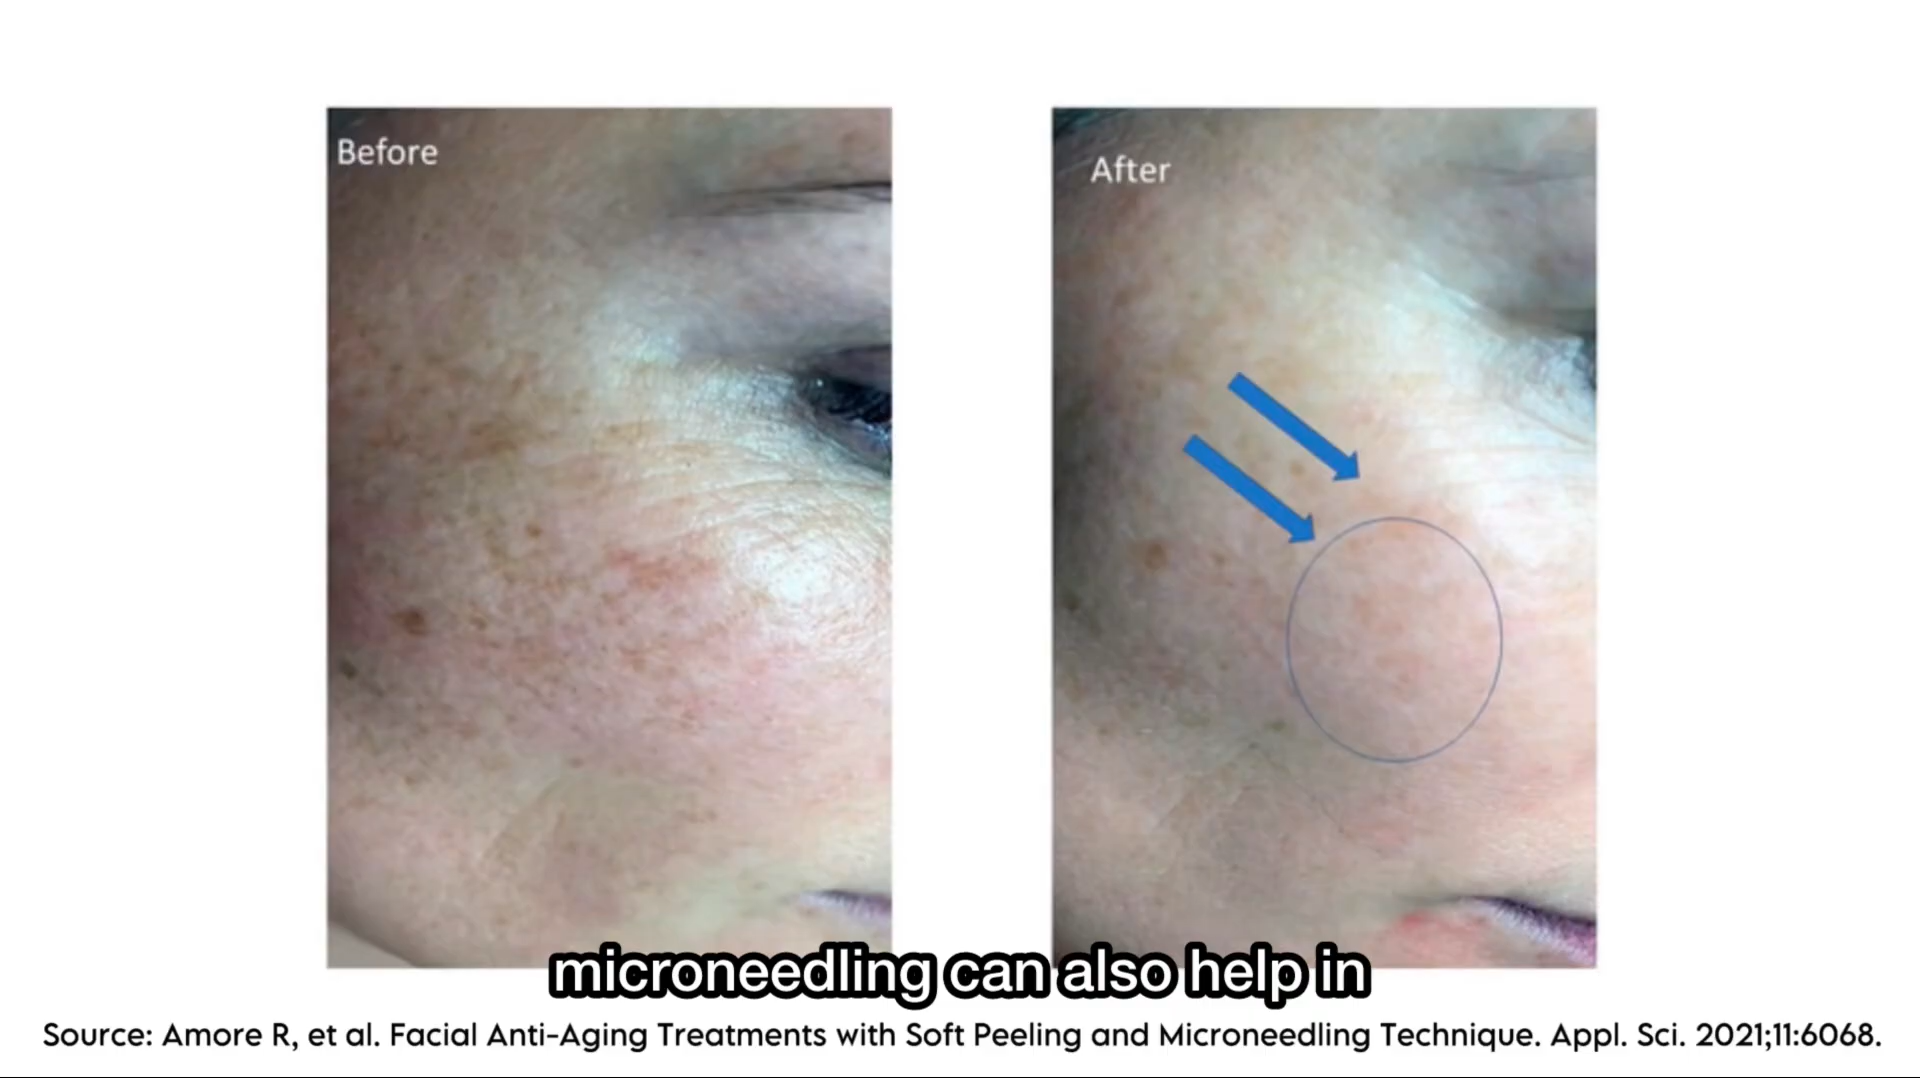 Before
After
microneedling can also help in
Source: Amore R, et al. Facial Anti-Aging Treatments with Soft Peeling and Microneedling Technique. Appl. Sci. 2021;11:6068.